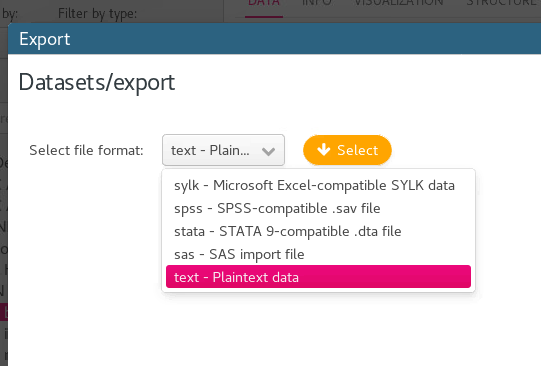 by: Filter by type: DATA INFO VISUALIZATION STRUCTURE
Export
Datasets/export
Select file format: text - Plain... Select
sylk - Microsoft Excel-compatible SYLK data
spss - SPSS-compatible .sav file
stata - STATA 9-compatible .dta file
sas - SAS import file
text - Plaintext data